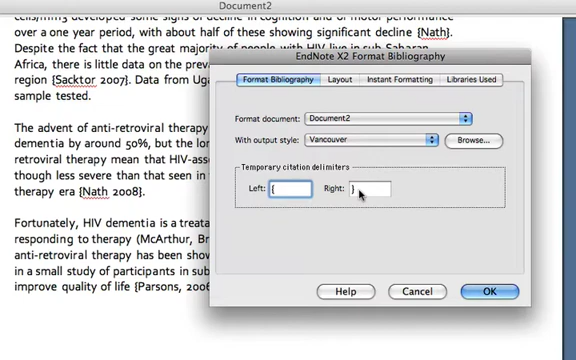 Document2
cells/mm3 developed some signs of decline in cognition and or motor performance
over a one year period, with about half of these showing significant decline {Nath}.
Despite the fact that the great majority of people with HIV live in sub-Saharan
Africa, there is little data on the prev
region {Sacktor 2007}. Data from Uga
sample tested.
The advent of anti-retroviral therapy
dementia by around 50%, but the lon
retroviral therapy mean that HIV-ass
though less severe than that seen in
therapy era {Nath 2008}.
Fortunately, HIV dementia is a treata
responding to therapy (McArthur, Br
anti-retroviral therapy has been show
in a small study of participants in sub
improve quality of life {Parsons, 2006
EndNote X2 Format Bibliography
Format Bibliography Layout Instant Formatting Libraries Used
Format document: Document2
With output style: Vancouver Browse...
Temporary citation delimiters
Left: { Right: }
Help Cancel OK